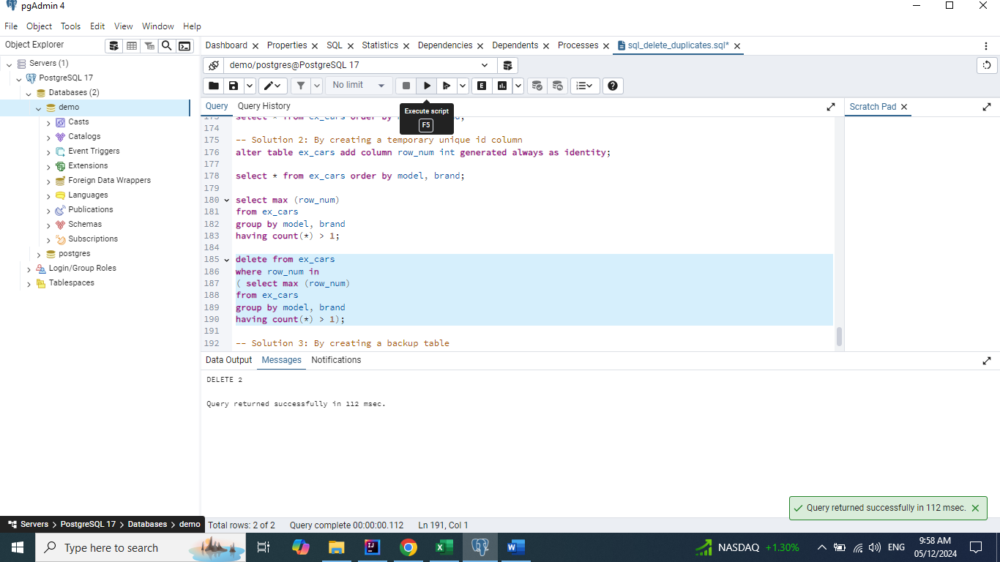 pgAdmin 4
File Object Tools Edit View Window Help
Object Explorer
Servers (1)
PostgreSQL 17
Databases (2)
demo
Casts
Catalogs
Event Triggers
Extensions
Foreign Data Wrappers
Languages
Publications
Schemas
Subscriptions
postgres
Login/Group Roles
Tablespaces
Dashboard Properties SQL Statistics Dependencies Dependents Processes sql_delete_duplicates.sql*
demo/postgres@PostgreSQL 17
No limit
E
Query Query History
Execute script
F5
Scratch Pad
173 select * from ex_cars order by
174
175 -- Solution 2: By creating a temporary unique id column
176 alter table ex_cars add column row_num int generated always as identity;
177
178 select * from ex_cars order by model, brand;
179
180 select max (row_num)
181 from ex_cars
182 group by model, brand
183 having count(*) > 1;
184
185 delete from ex_cars
186 where row_num in
187 ( select max (row_num)
188 from ex_cars
189 group by model, brand
190 having count(*) > 1);
191
192 -- Solution 3: By creating a backup table
Data Output Messages Notifications
DELETE 2
Query returned successfully in 112 msec.
Query returned successfully in 112 msec.
Servers > PostgreSQL 17 > Databases > demo
Total rows: 2 of 2 Query complete 00:00:00.112 Ln 191, Col 1
Type here to search
NASDAQ +1.30%
ENG
9:58 AM
05/12/2024